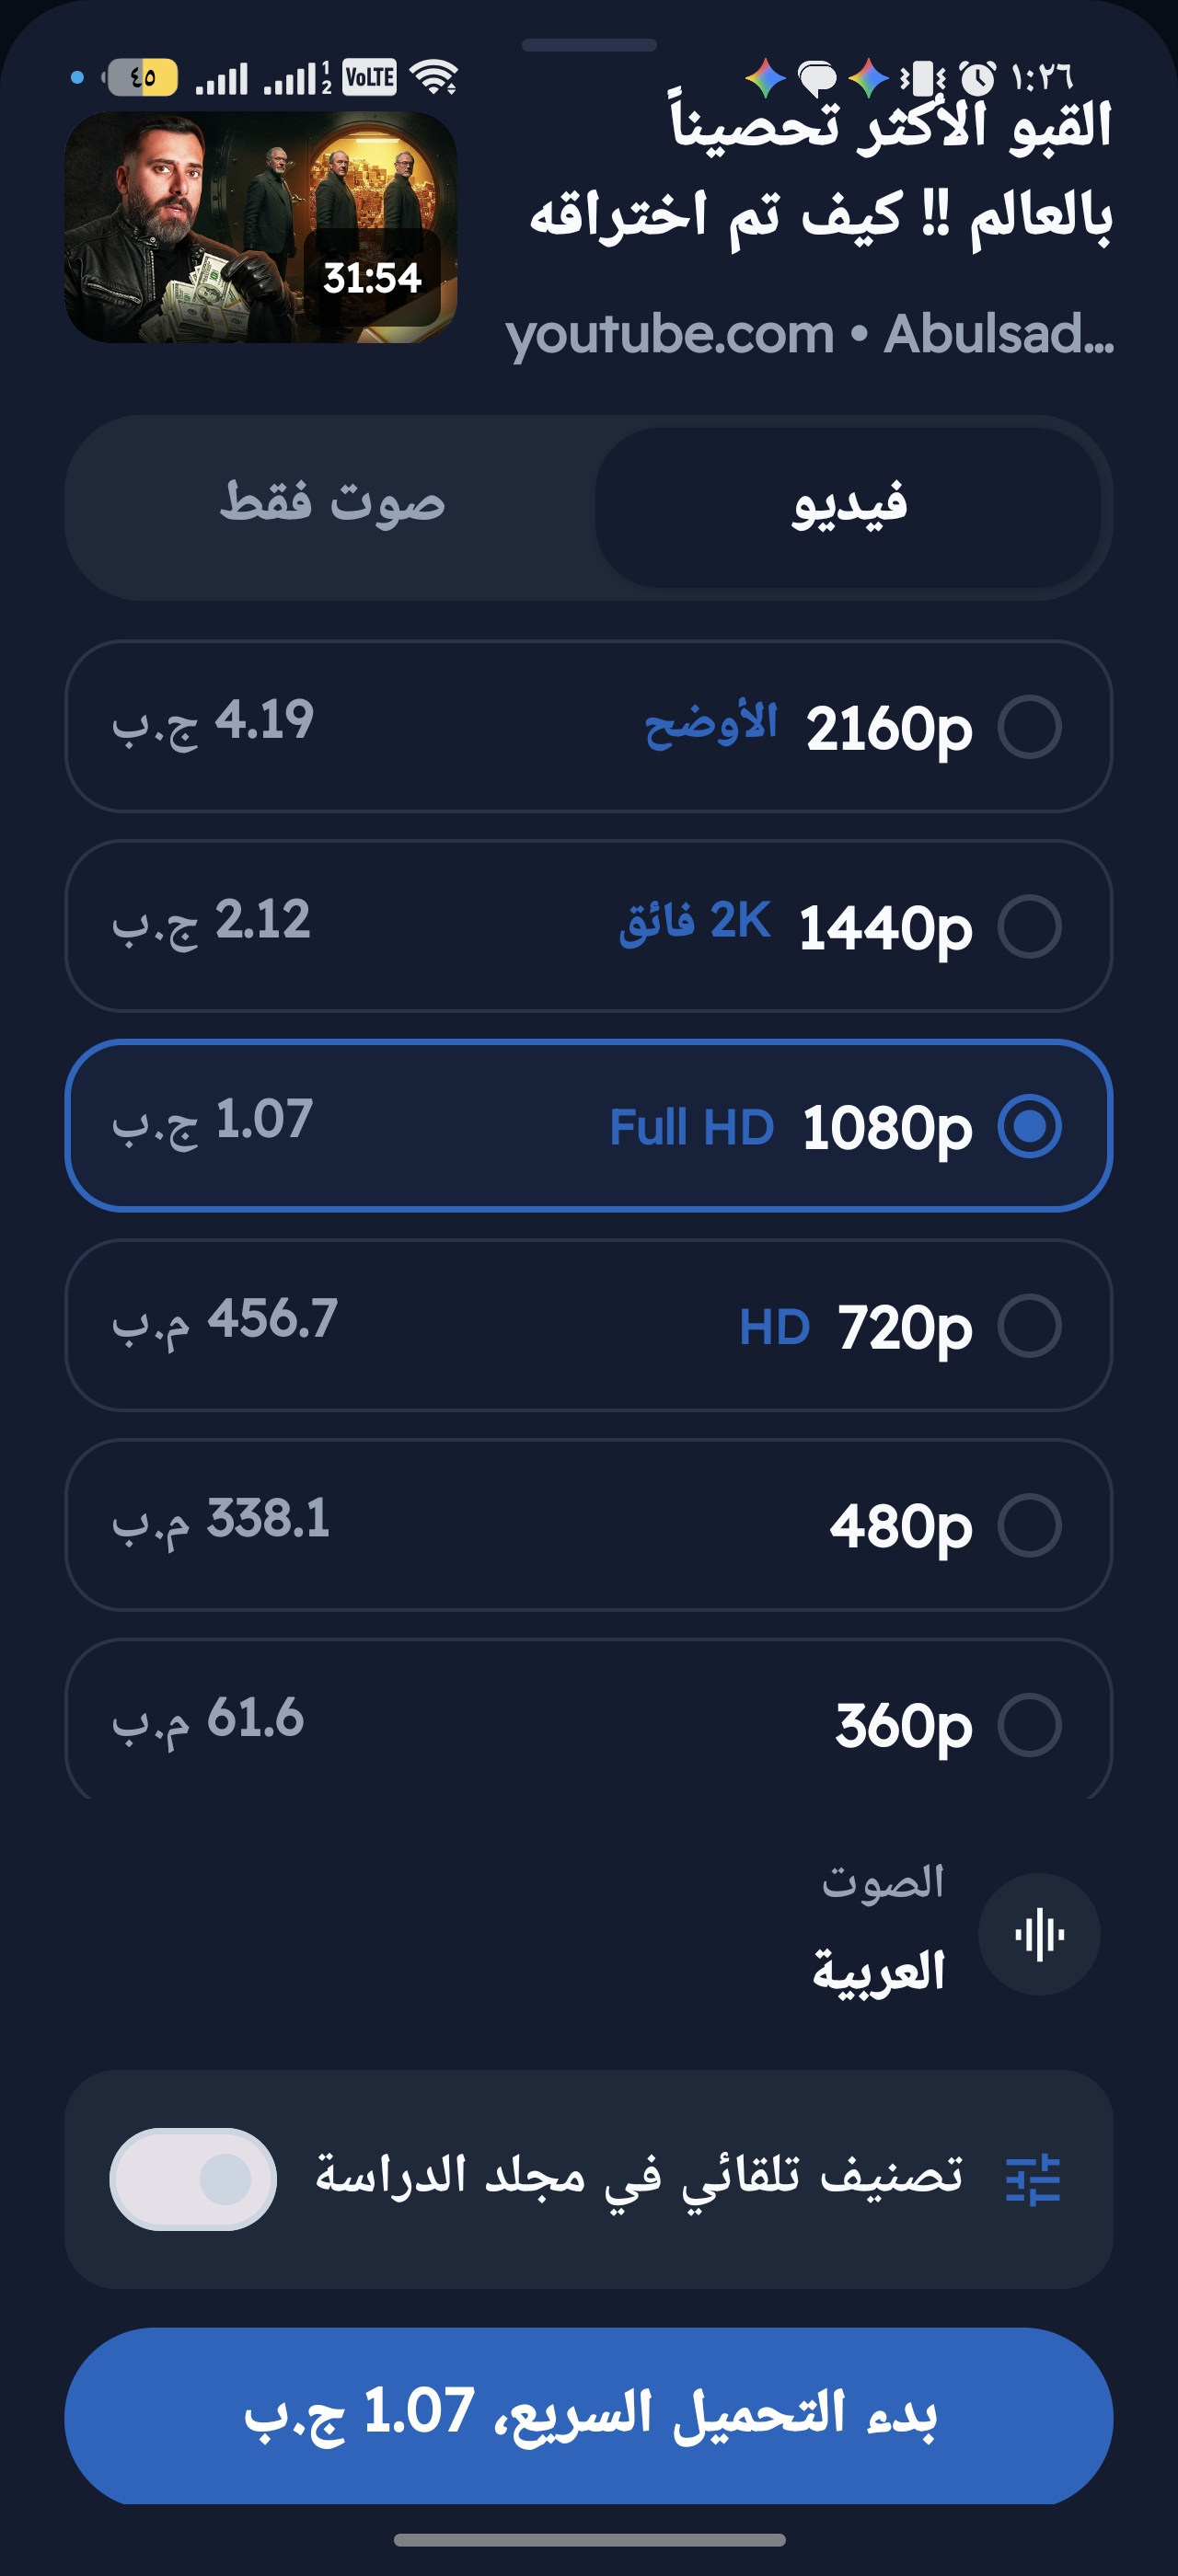 ١:٢٦
VoLTE
1
2
٤٥
القبو الأكثر تحصيناً
بالعالم !! كيف تم اختراقه
youtube.com • Abulsad...
31:54
فيديو
صوت فقط
2160p الأوضح 4.19 ج.ب
1440p 2K فائق 2.12 ج.ب
1080p Full HD 1.07 ج.ب
720p HD 456.7 م.ب
480p 338.1 م.ب
360p 61.6 م.ب
الصوت
العربية
تصنيف تلقائي في مجلد الدراسة
بدء التحميل السريع، 1.07 ج.ب